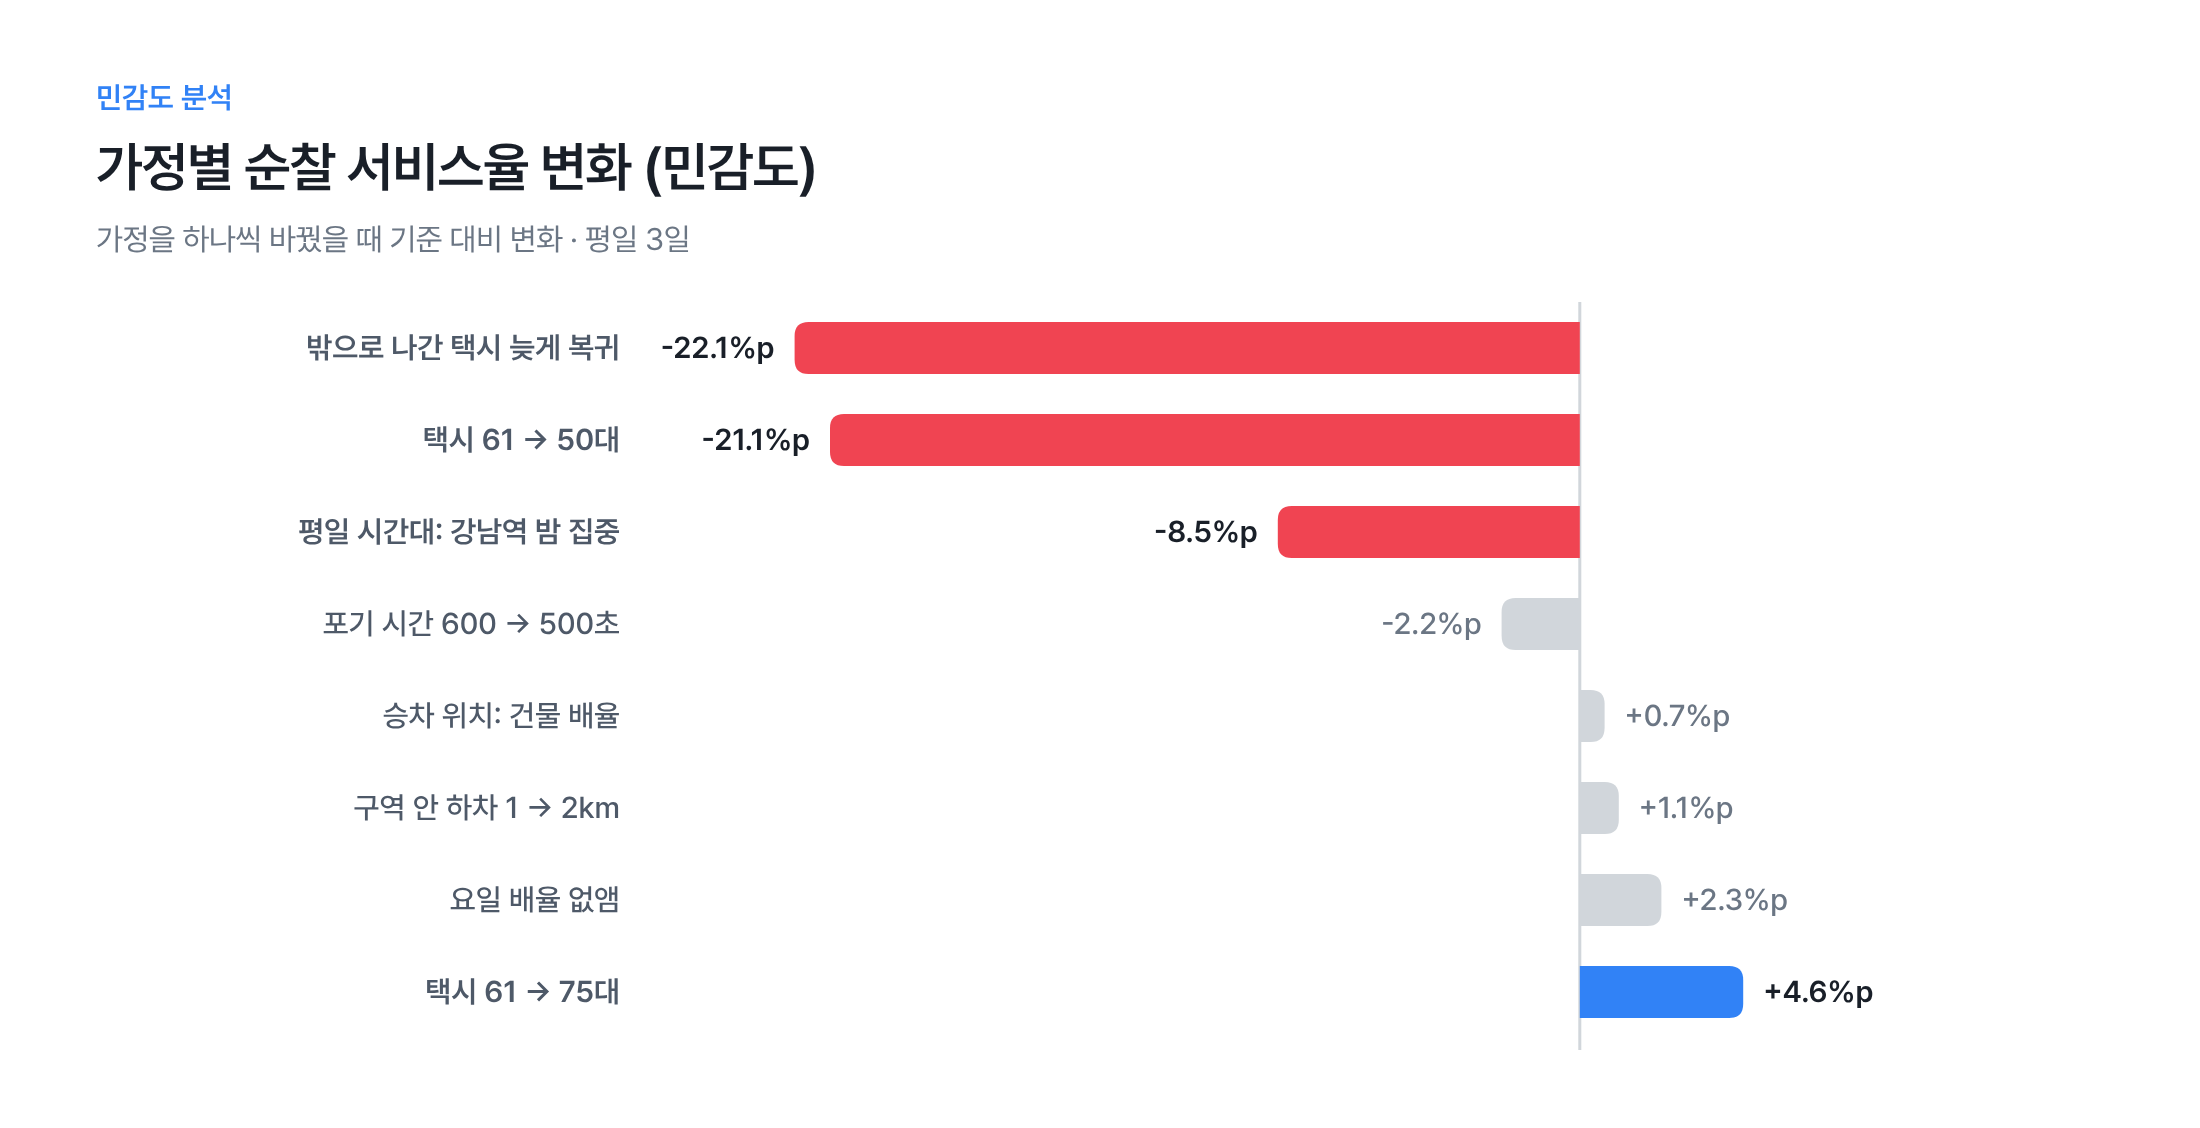 민감도 분석
가정별 순찰 서비스율 변화 (민감도)
가정을 하나씩 바꿨을 때 기준 대비 변화 · 평일 3일
밖으로 나간 택시 늦게 복귀 -22.1%p
택시 61 → 50대 -21.1%p
평일 시간대: 강남역 밤 집중 -8.5%p
포기 시간 600 → 500초 -2.2%p
승차 위치: 건물 배율 +0.7%p
구역 안 하차 1 → 2km +1.1%p
요일 배율 없앰 +2.3%p
택시 61 → 75대 +4.6%p